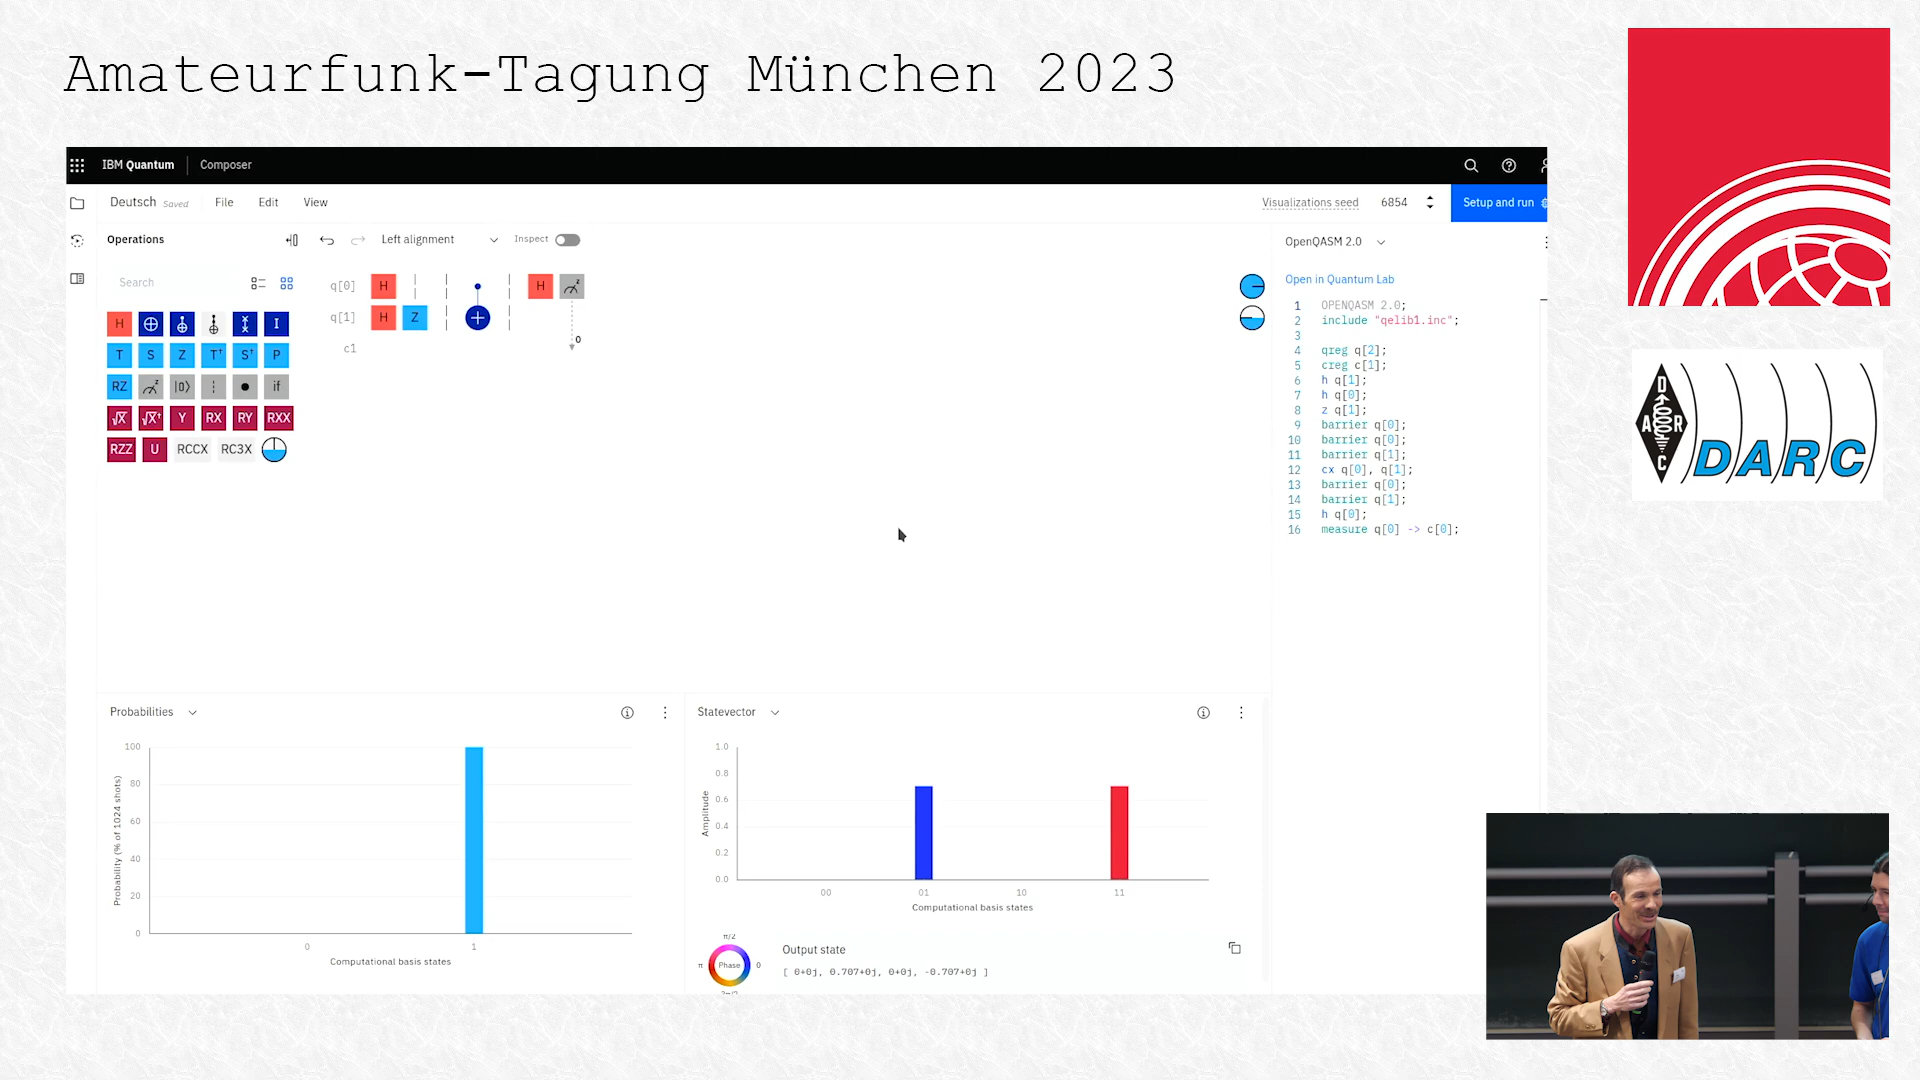 Amateurfunk-Tagung München 2023
IBM Quantum Composer
Deutsch Saved File Edit View
Visualizations seed 6854 Setup and run
Operations
Left alignment Inspect
OpenQASM 2.0
Search
Open in Quantum Lab
q[0] H H z
q[1] H Z +
c1 0
H I
T S Z T† S† P
RZ z |0⟩ if
√X √X† Y RX RY RXX
RZZ U RCCX RC3X
1 OPENQASM 2.0;
2 include "qelib1.inc";
3
4 qreg q[2];
5 creg c[1];
6 h q[1];
7 h q[0];
8 z q[1];
9 barrier q[0];
10 barrier q[0];
11 barrier q[1];
12 cx q[0], q[1];
13 barrier q[0];
14 barrier q[1];
15 h q[0];
16 measure q[0] -> c[0];
DARC
DARC
Probabilities
Probability (% of 1024 shots)
100
80
60
40
20
0
0 1
Computational basis states
Statevector
Amplitude
1.0
0.8
0.6
0.4
0.2
0.0
00 01 10 11
Computational basis states
π/2
π Phase 0
Output state
[ 0+0j, 0.707+0j, 0+0j, -0.707+0j ]